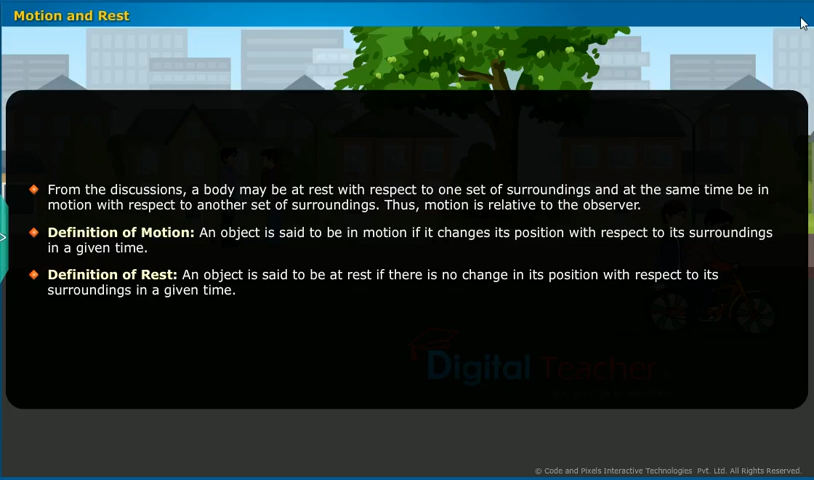 Motion and Rest
From the discussions, a body may be at rest with respect to one set of surroundings and at the same time be in
motion with respect to another set of surroundings. Thus, motion is relative to the observer.
Definition of Motion: An object is said to be in motion if it changes its position with respect to its surroundings
in a given time.
Definition of Rest: An object is said to be at rest if there is no change in its position with respect to its
surroundings in a given time.
Digital Teacher
© Code and Pixels Interactive Technologies Pvt. Ltd. All Rights Reserved.